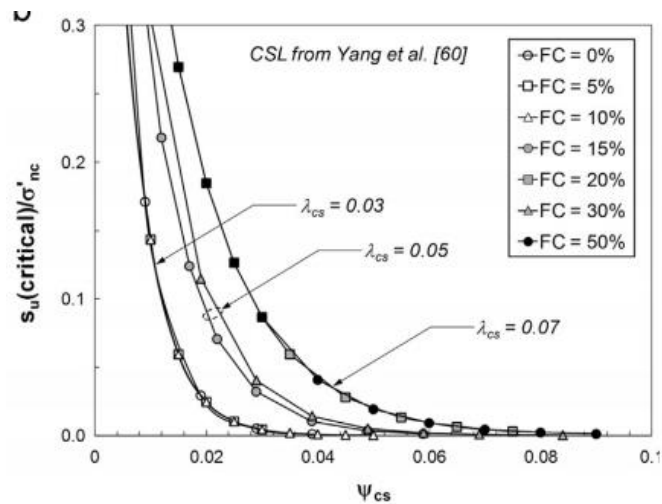 b
0.3
CSL from Yang et al. [60]
FC = 0%
FC = 5%
FC = 10%
FC = 15%
FC = 20%
FC = 30%
FC = 50%
0.2
λcs = 0.03
λcs = 0.05
0.1
λcs = 0.07
0.0
0 0.02 0.04 0.06 0.08 0.1
su(critical)/σ'nc
ψcs